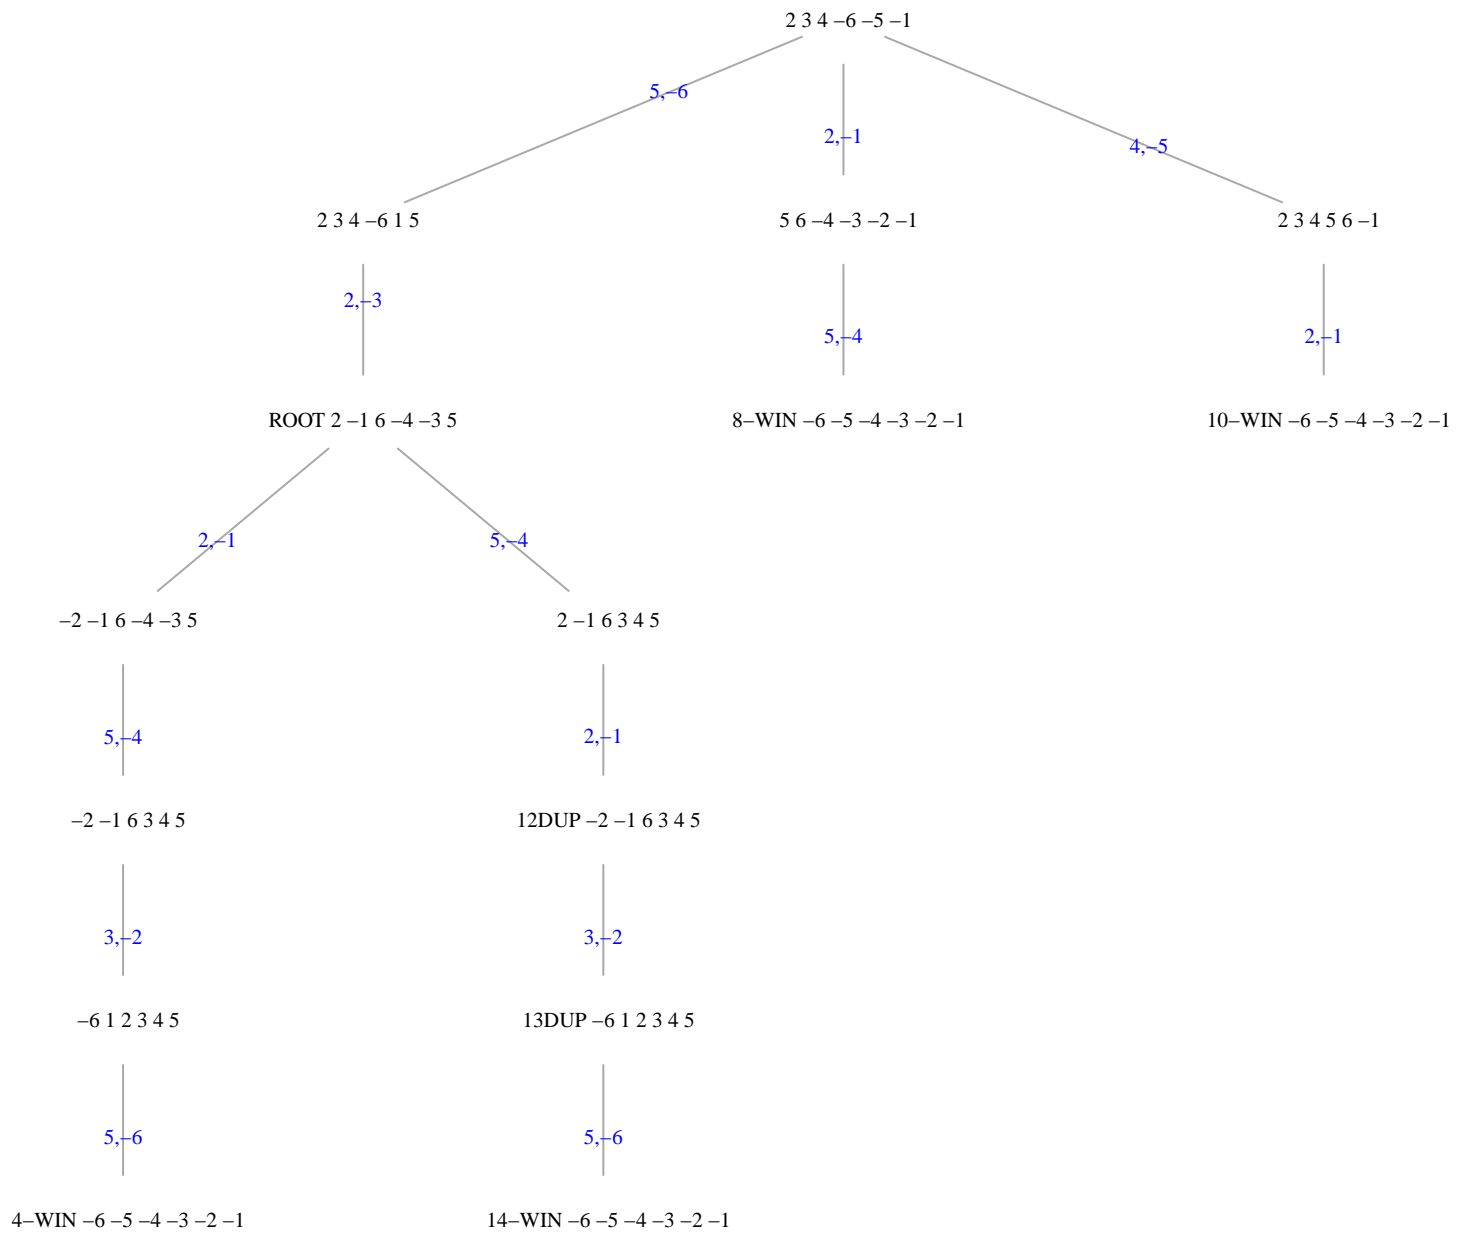 2 3 4 –6 –5 –1
5,–6
2,–1
4,–5
2 3 4 –6 1 5
5 6 –4 –3 –2 –1
2 3 4 5 6 –1
2,–3
5,–4
2,–1
ROOT 2 –1 6 –4 –3 5
8–WIN –6 –5 –4 –3 –2 –1
10–WIN –6 –5 –4 –3 –2 –1
2,–1
5,–4
–2 –1 6 –4 –3 5
2 –1 6 3 4 5
5,–4
2,–1
–2 –1 6 3 4 5
12DUP –2 –1 6 3 4 5
3,–2
3,–2
–6 1 2 3 4 5
13DUP –6 1 2 3 4 5
5,–6
5,–6
4–WIN –6 –5 –4 –3 –2 –1
14–WIN –6 –5 –4 –3 –2 –1